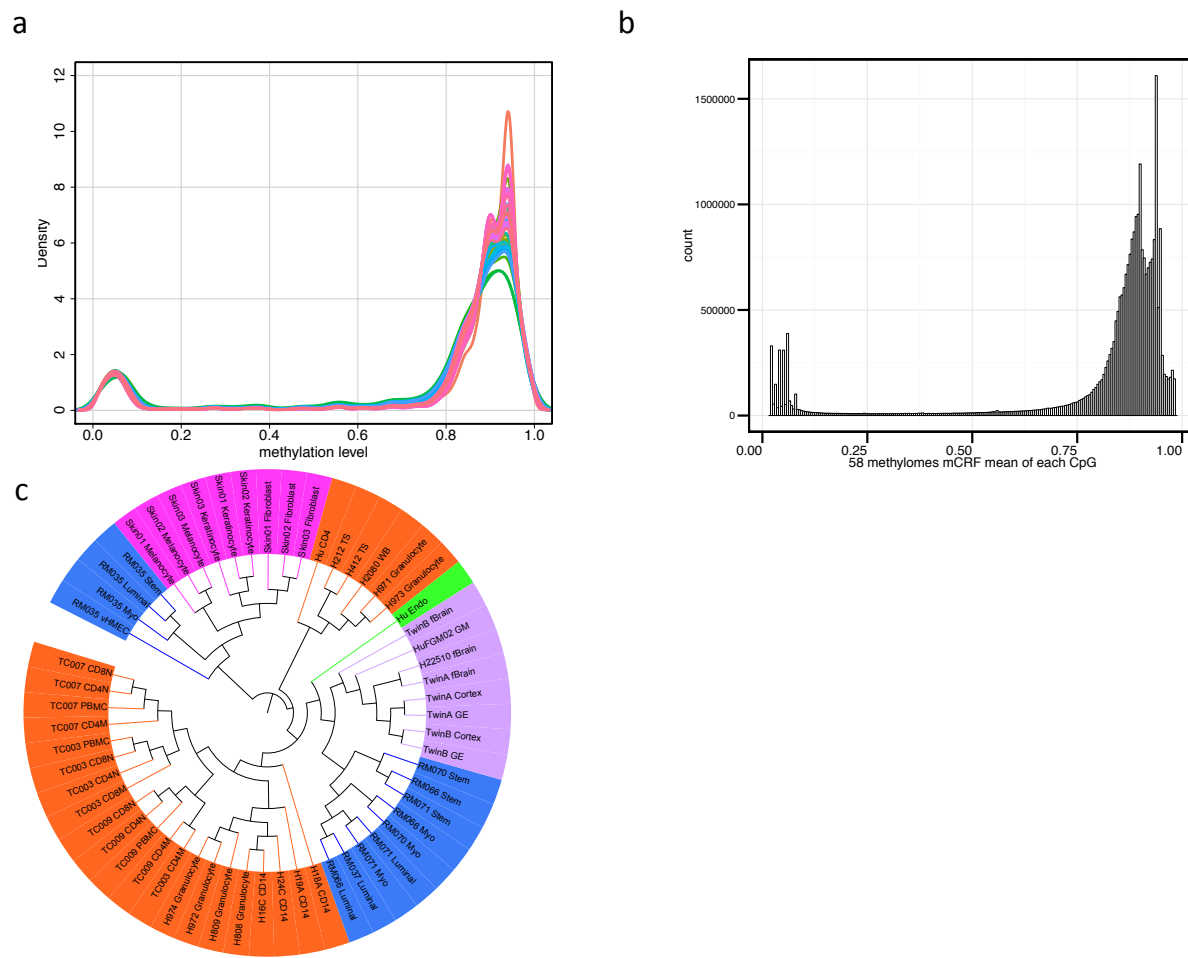 a
b
12
10
8
6
4
2
0
Density
0.0 0.2 0.4 0.6 0.8 1.0
methylation level
1500000
1000000
500000
0
count
0.00 0.25 0.50 0.75 1.00
58 methylomes mCRF mean of each CpG
c
RM035 vHMEC
RM035 Myo
RM035 Luminal
RM035 Stem
Skin01 Melanocyte
Skin02 Melanocyte
Skin03 Melanocyte
Skin03 Keratinocyte
Skin01 Keratinocyte
Skin02 Keratinocyte
Skin01 Fibroblast
Skin02 Fibroblast
Skin03 Fibroblast
Hu CD4
H212 TS
H412 TS
H2080 WB
H971 Granulocyte
H973 Granulocyte
Hu Endo
TwinB fBrain
HuFGM02 GM
H22510 fBrain
TwinA fBrain
TwinA Cortex
TwinA GE
TwinB Cortex
TwinB GE
RM070 Stem
RM066 Stem
RM071 Stem
RM066 Myo
RM070 Myo
RM071 Luminal
RM071 Myo
RM037 Luminal
RM066 Luminal
H18A CD14
H19A CD14
H24C CD14
H16C CD14
H808 Granulocyte
H809 Granulocyte
H972 Granulocyte
H974 Granulocyte
TC003 CD4M
TC009 CD4M
TC009 PBMC
TC009 CD4N
TC009 CD8N
TC003 CD8M
TC003 CD4N
TC003 CD8N
TC003 PBMC
TC007 CD4M
TC007 PBMC
TC007 CD4N
TC007 CD8N